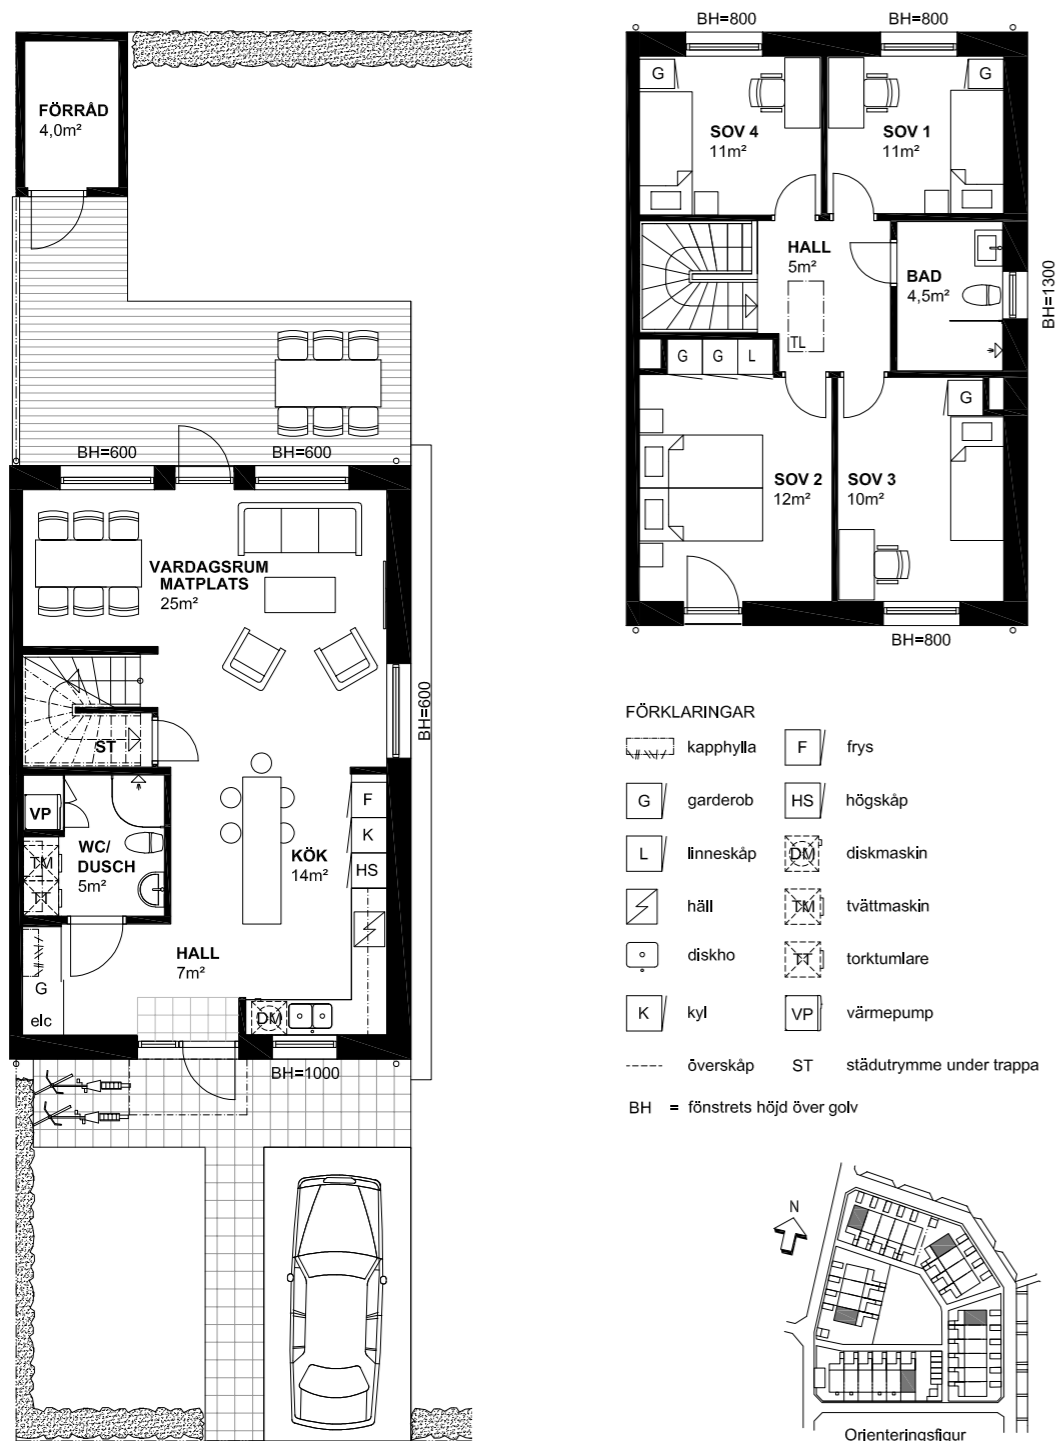 FÖRRÅD
4,0m²
BH=600
BH=600
VARDAGSRUM
MATPLATS
25m²
BH=600
ST
VP
WC/
DUSCH
5m²
TM
TT
F
K
HS
KÖK
14m²
HALL
7m²
G
elc
DM
BH=1000
BH=800
BH=800
G
G
SOV 4
11m²
SOV 1
11m²
HALL
5m²
BAD
4,5m²
BH=1300
TL
G
G
L
G
SOV 2
12m²
SOV 3
10m²
BH=800
FÖRKLARINGAR
kapphylla
F
frys
G
garderob
HS
högskåp
L
linneskåp
DM
diskmaskin
häll
TM
tvättmaskin
diskho
TT
torktumlare
K
kyl
VP
värmepump
överskåp
ST
städutrymme under trappa
BH = fönstrets höjd över golv
N
Orienteringsfigur